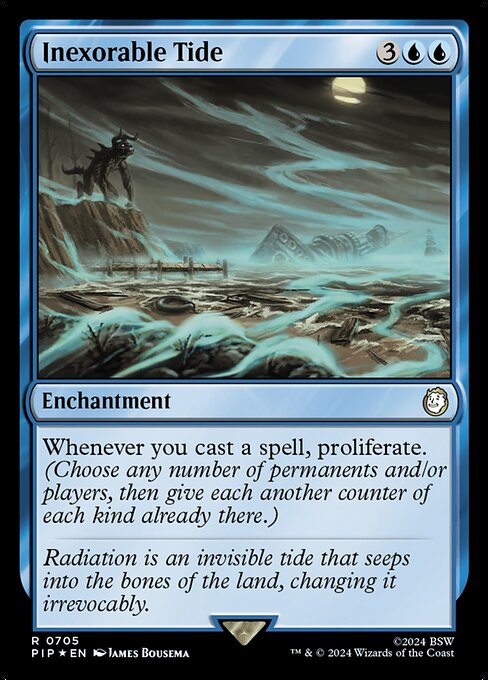 Inexorable Tide 3
Enchantment
Whenever you cast a spell, proliferate.
(Choose any number of permanents and/or
players, then give each another counter of
each kind already there.)
Radiation is an invisible tide that seeps
into the bones of the land, changing it
irrevocably.
R 0705
PIP★EN James Bousema
©2024 BSW
™ & © 2024 Wizards of the Coast